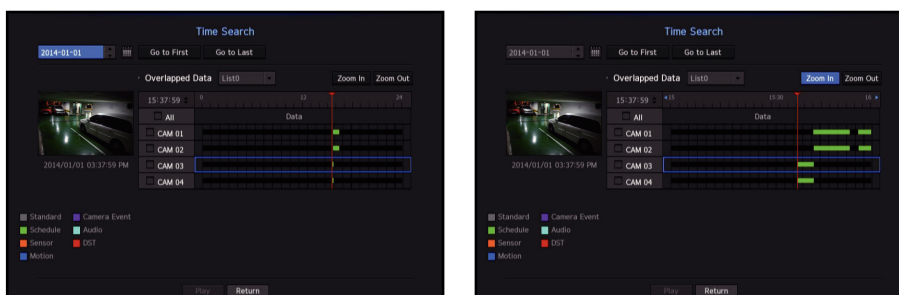 Time Search
2014-01-01 Go to First Go to Last
· Overlapped Data List0 Zoom In Zoom Out
15:37:59 0 12 24
All Data
CAM 01
CAM 02
2014/01/01 03:37:59 PM CAM 03
CAM 04
Standard Camera Event
Schedule Audio
Sensor DST
Motion
Play Return
Time Search
2014-01-01 Go to First Go to Last
· Overlapped Data List0 Zoom In Zoom Out
15:37:59 15 15:30 16
All Data
CAM 01
CAM 02
2014/01/01 03:37:59 PM CAM 03
CAM 04
Standard Camera Event
Schedule Audio
Sensor DST
Motion
Play Return